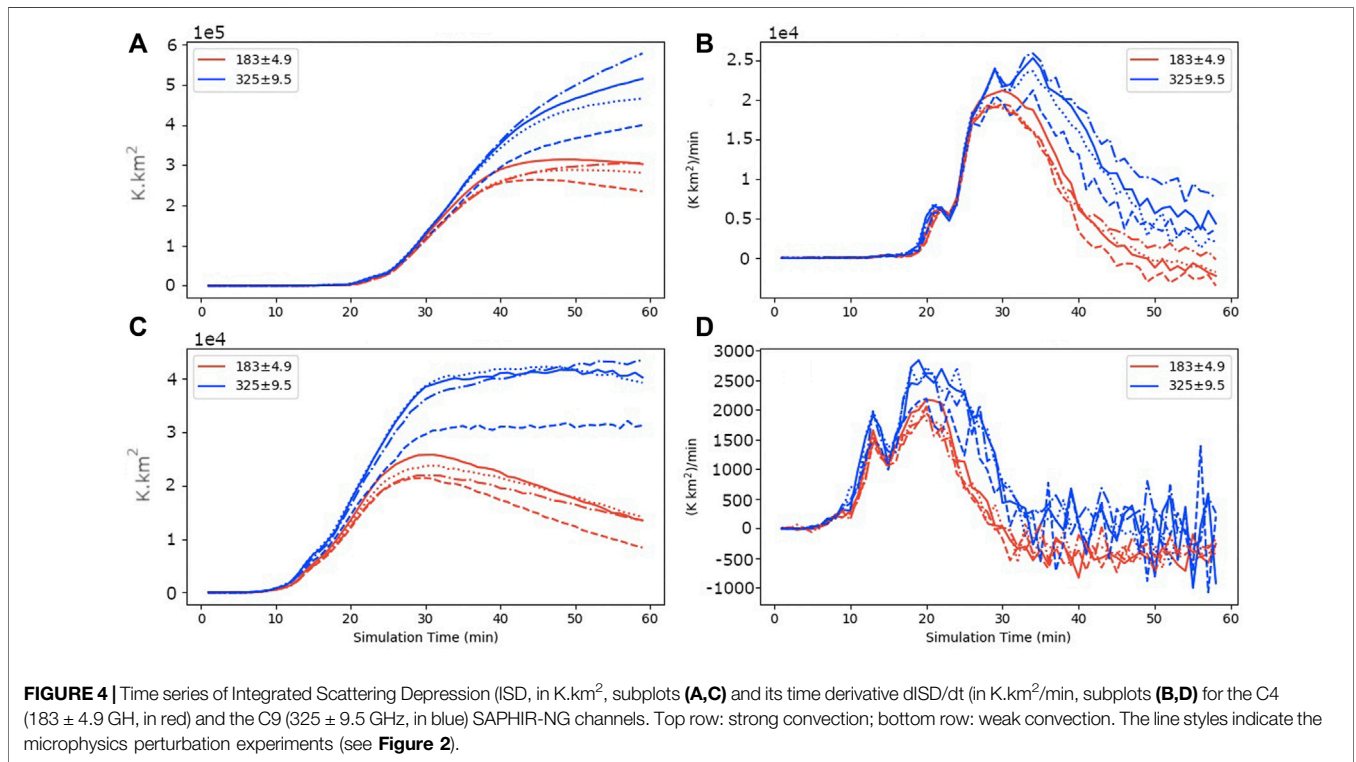 A
1e5
6
5
4
3
2
1
0
K.km²
183±4.9
325±9.5
0 10 20 30 40 50 60
B
1e4
2.5
2
1.5
1
0.5
0
(K km²)/min
183±4.9
325±9.5
0 10 20 30 40 50 60
C
1e4
4
3
2
1
0
K.km²
183±4.9
325±9.5
0 10 20 30 40 50 60
Simulation Time (min)
D
3000
2500
2000
1500
1000
500
0
-500
-1000
(K km²)/min
183±4.9
325±9.5
0 10 20 30 40 50 60
Simulation Time (min)
FIGURE 4 | Time series of Integrated Scattering Depression (ISD, in K.km², subplots (A,C) and its time derivative dISD/dt (in K.km²/min, subplots (B,D) for the C4
(183 ± 4.9 GH, in red) and the C9 (325 ± 9.5 GHz, in blue) SAPHIR-NG channels. Top row: strong convection; bottom row: weak convection. The line styles indicate the
microphysics perturbation experiments (see Figure 2).